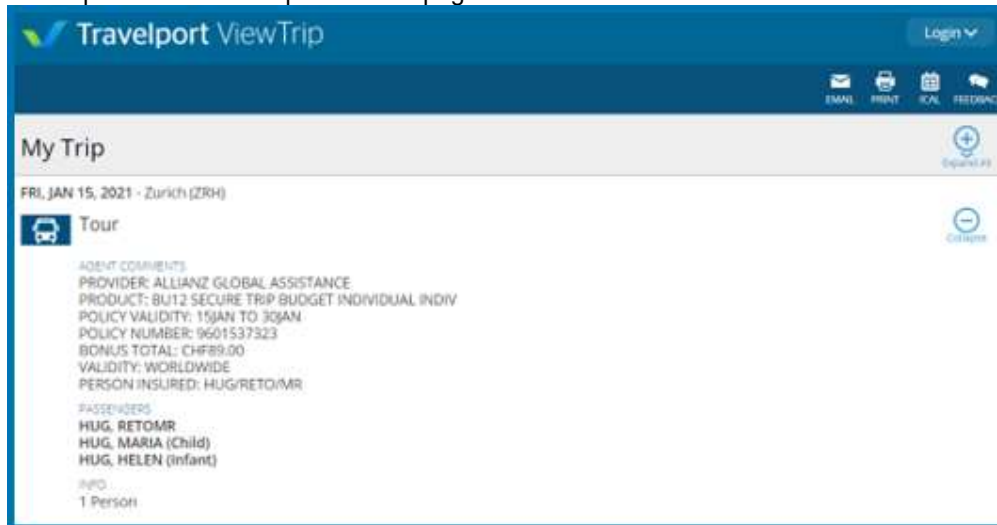 Travelport ViewTrip
Login
EMAIL PRINT ICAL FEEDBAC
My Trip
Expand All
FRI, JAN 15, 2021 - Zurich (ZRH)
Tour
Collapse
AGENT COMMENTS
PROVIDER: ALLIANZ GLOBAL ASSISTANCE
PRODUCT: BU12 SECURE TRIP BUDGET INDIVIDUAL INDIV
POLICY VALIDITY: 15JAN TO 30JAN
POLICY NUMBER: 9601537323
BONUS TOTAL: CHF89.00
VALIDITY: WORLDWIDE
PERSON INSURED: HUG/RETO/MR
PASSENGERS
HUG, RETOMR
HUG, MARIA (Child)
HUG, HELEN (Infant)
INFO
1 Person